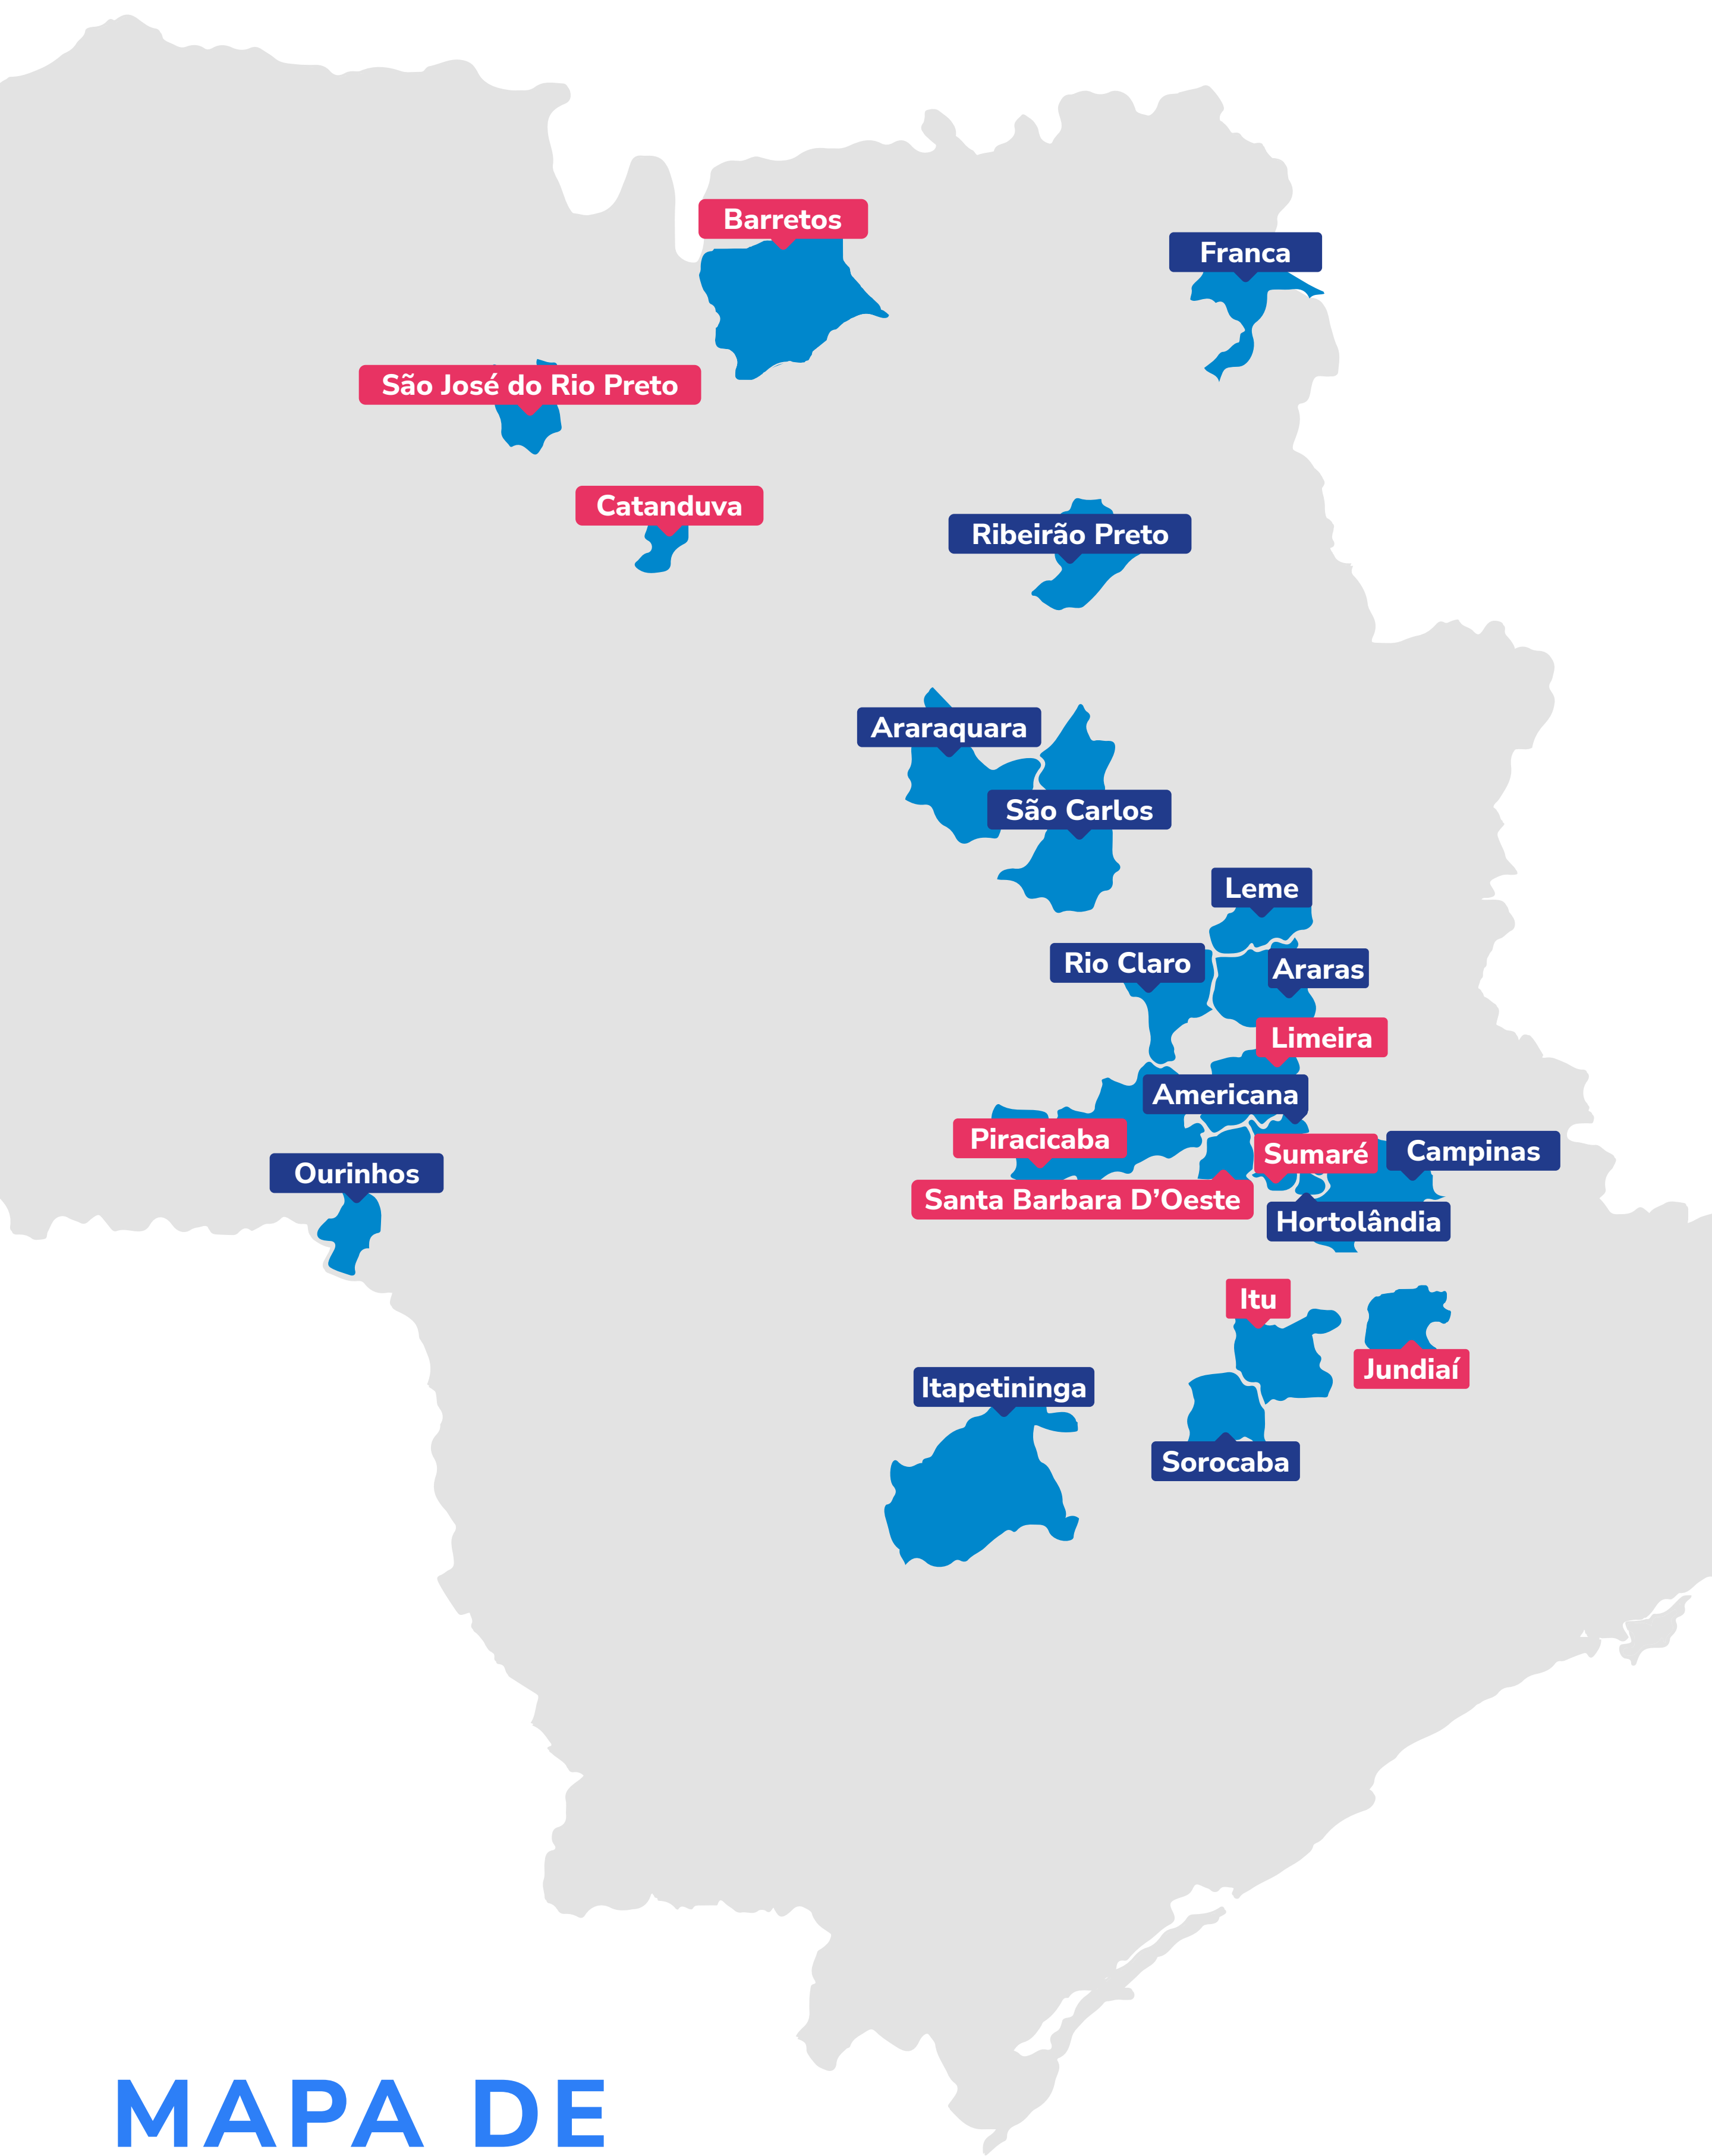 Barretos
Franca
São José do Rio Preto
Catanduva
Ribeirão Preto
Araraquara
São Carlos
Leme
Rio Claro
Araras
Limeira
Americana
Piracicaba
Sumaré
Campinas
Ourinhos
Santa Barbara D’Oeste
Hortolândia
Itu
Jundiaí
Itapetininga
Sorocaba
MAPA DE